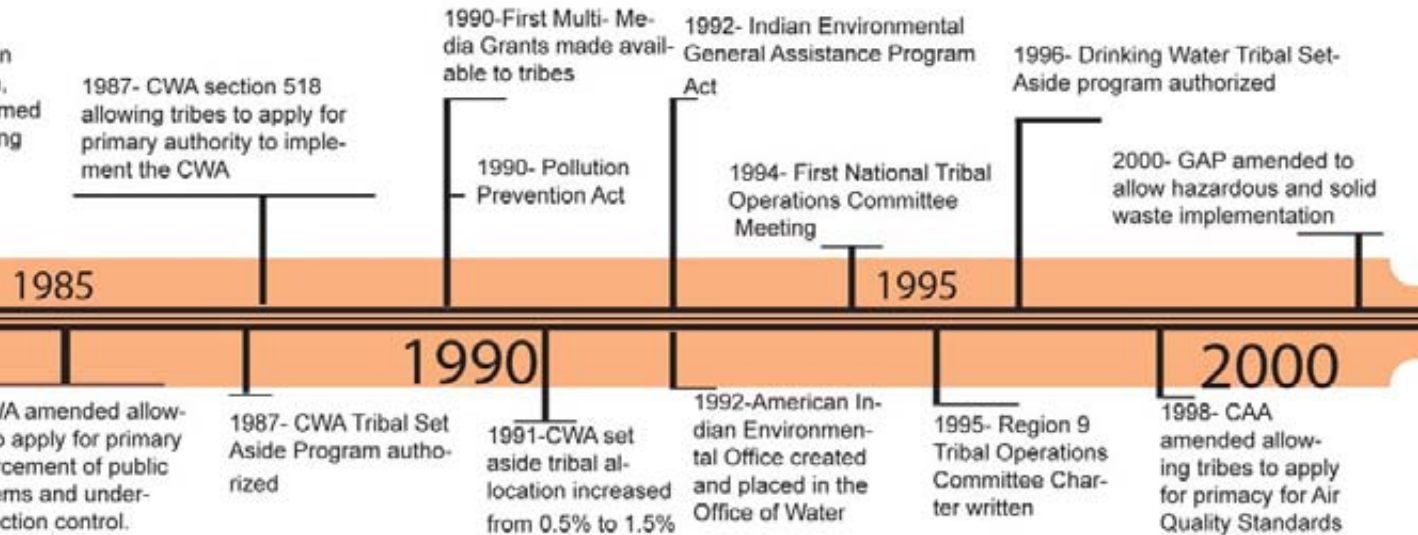 ng
1987- CWA section 518
allowing tribes to apply for
primary authority to imple-
ment the CWA
1990-First Multi- Me-
dia Grants made avail-
able to tribes
1990- Pollution
Prevention Act
1992- Indian Environmental
General Assistance Program
Act
1994- First National Tribal
Operations Committee
Meeting
1996- Drinking Water Tribal Set-
Aside program authorized
2000- GAP amended to
allow hazardous and solid
waste implementation
1985
1995
1990
2000
amended allow-
apply for primary
of public
and under-
control.
1987- CWA Tribal Set
Aside Program autho-
rized
1991-CWA set
aside tribal al-
location increased
from 0.5% to 1.5%
1992-American In-
dian Environmen-
tal Office created
and placed in the
Office of Water
1995- Region 9
Tribal Operations
Committee Char-
ter written
1998- CAA
amended allow-
ing tribes to apply
for primacy for Air
Quality Standards